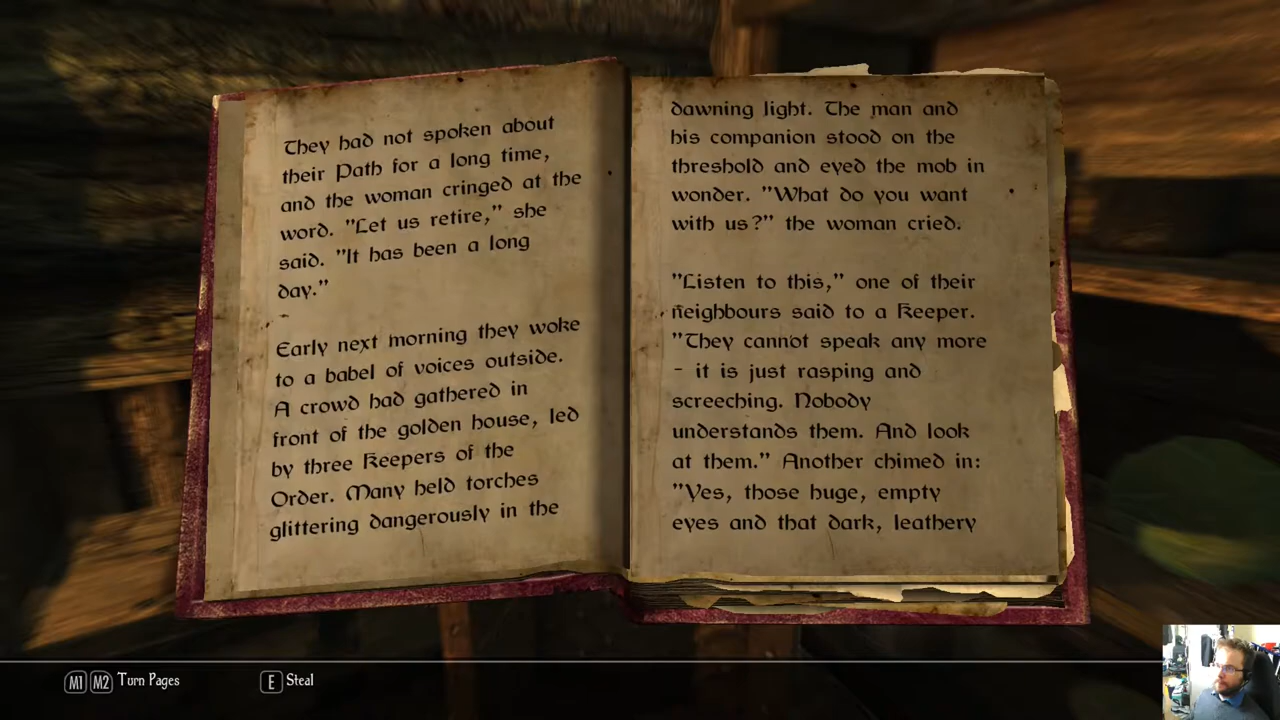 They had not spoken about
their Path for a long time,
and the woman cringed at the
word. "Let us retire," she
said. "It has been a long
day."
Early next morning they woke
to a babel of voices outside.
A crowd had gathered in
front of the golden house, led
by three Keepers of the
Order. Many held torches
glittering dangerously in the
dawning light. The man and
his companion stood on the
threshold and eyed the mob in
wonder. "What do you want
with us?" the woman cried.
"Listen to this," one of their
neighbours said to a Keeper.
"They cannot speak any more
- it is just rasping and
screeching. Nobody
understands them. And look
at them." Another chimed in:
"Yes, those huge, empty
eyes and that dark, leathery
M1 M2 Turn Pages
E Steal